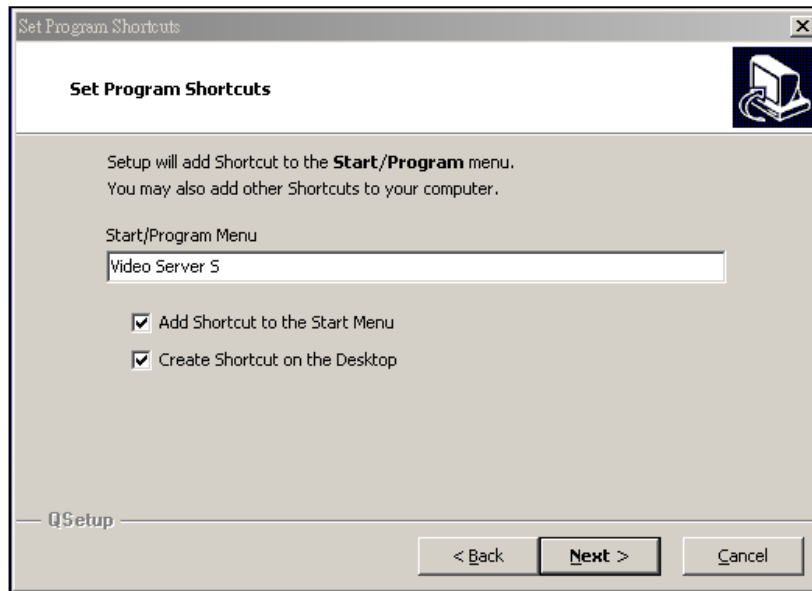 Set Program Shortcuts
Set Program Shortcuts
Setup will add Shortcut to the Start/Program menu.
You may also add other Shortcuts to your computer.
Start/Program Menu
Video Server S
Add Shortcut to the Start Menu
Create Shortcut on the Desktop
QSetup
< Back
Next >
Cancel